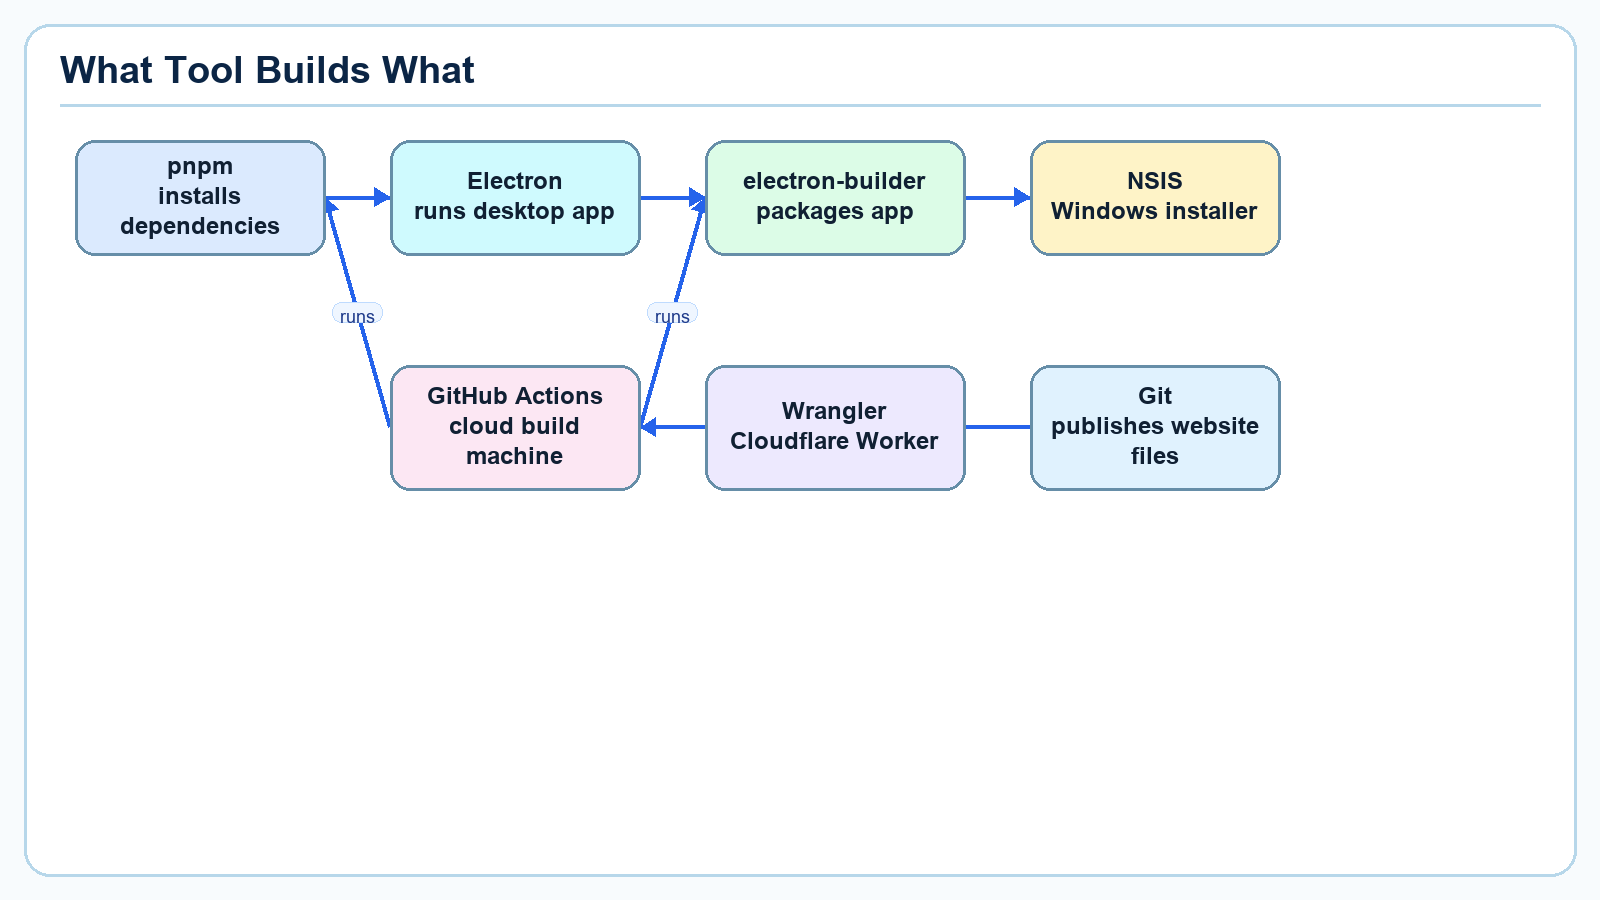 What Tool Builds What
pnpm
installs
dependencies
Electron
runs desktop app
electron-builder
packages app
NSIS
Windows installer
runs
runs
GitHub Actions
cloud build
machine
Wrangler
Cloudflare Worker
Git
publishes website
files